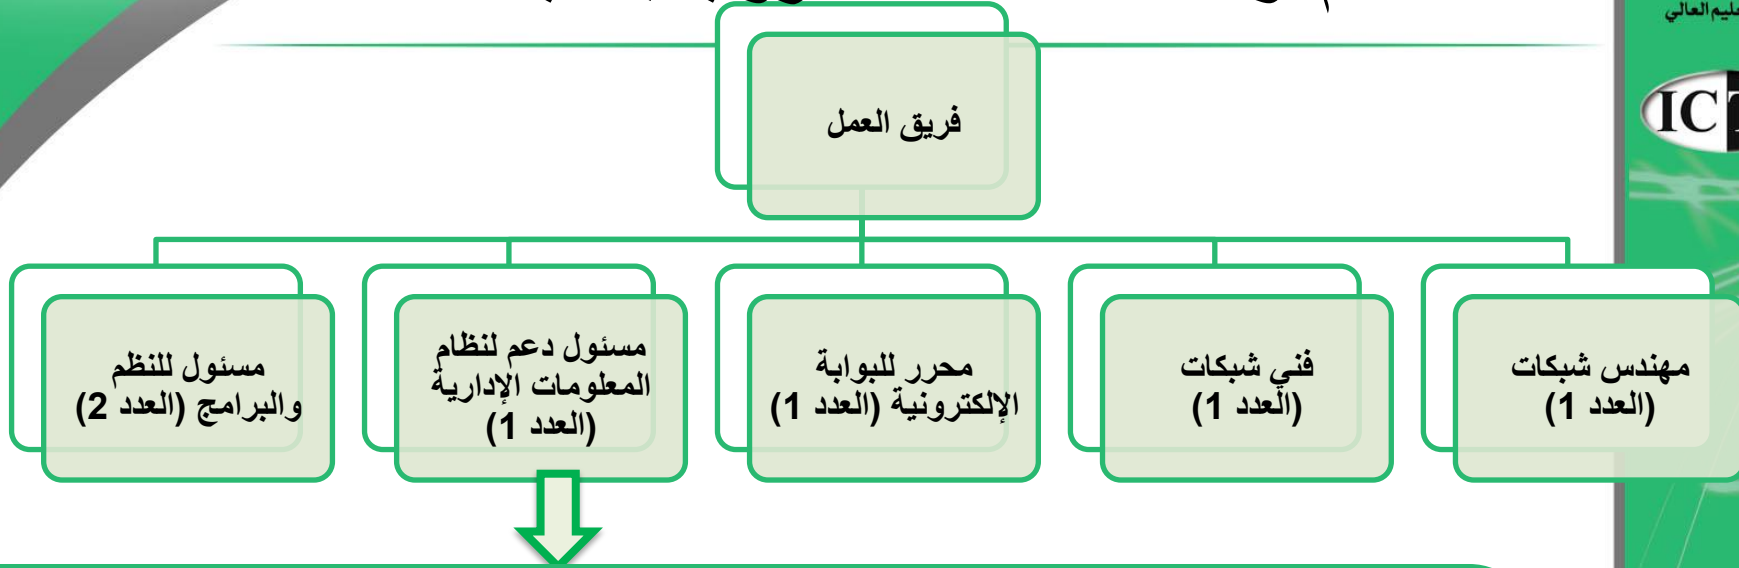 العالي
فريق العمل
مهندس شبكات
(العدد 1)
فني شبكات
(العدد 1)
محرر للبوابة
الإلكترونية (العدد 1)
مسئول دعم لنظام
المعلومات الإدارية
(العدد 1)
مسئول للنظم
والبرامج (العدد 2)